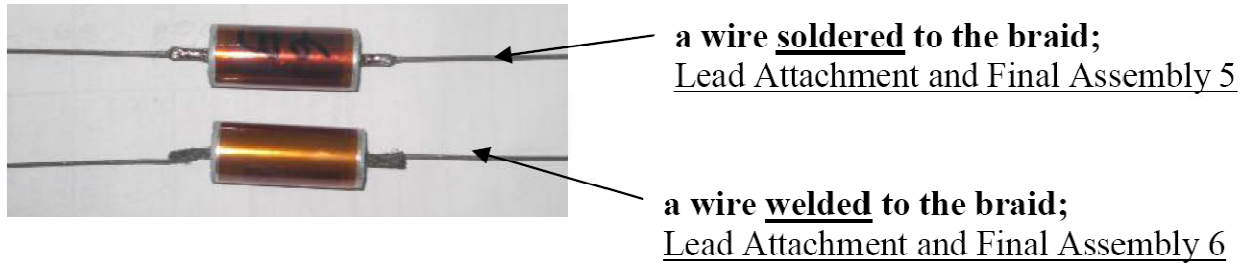 a wire soldered to the braid;
Lead Attachment and Final Assembly 5
a wire welded to the braid;
Lead Attachment and Final Assembly 6